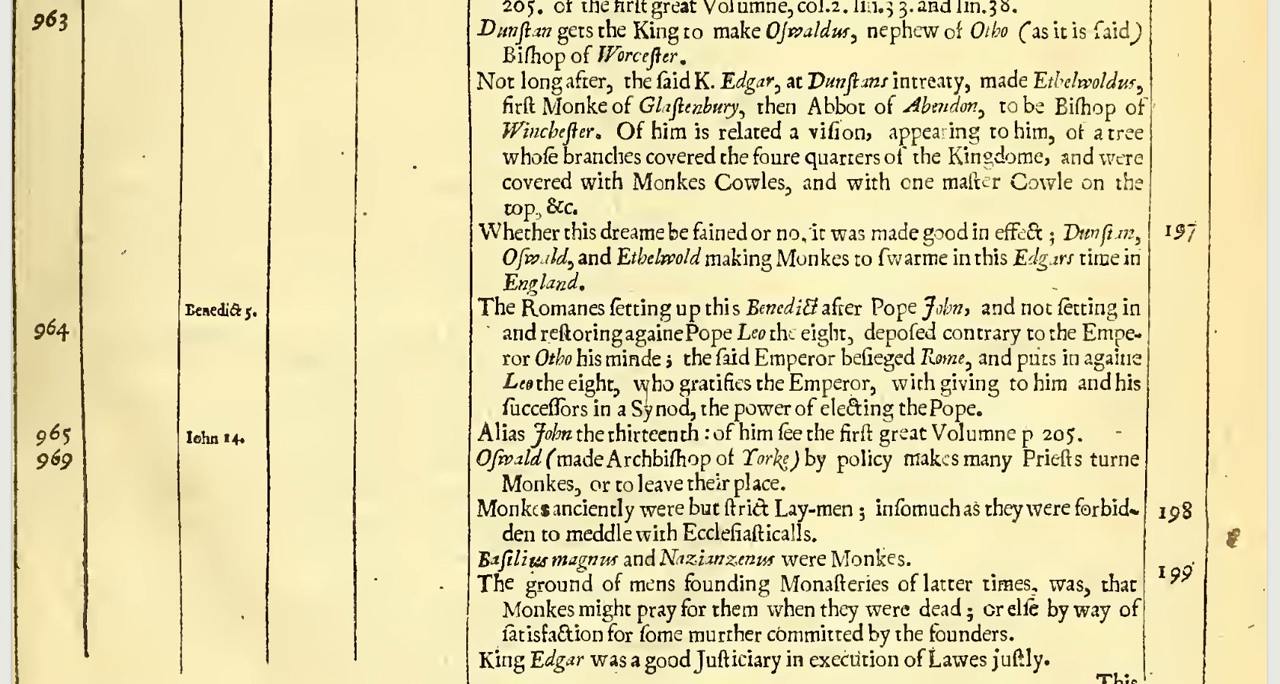 205. of the first great Volumne, col.2. lin.33. and lin.38.
963
Dunstan gets the King to make Oswaldus, nephew of Otho (as it is said)
Bishop of Worcester.
Not long after, the said K. Edgar, at Dunstans intreaty, made Ethelwoldus,
first Monke of Glastenbury, then Abbot of Abendon, to be Bishop of
Winchester. Of him is related a vision, appearing to him, of a tree
whose branches covered the foure quarters of the Kingdome, and were
covered with Monkes Cowles, and with one master Cowle on the
top, &c.
Whether this dreame be fained or no, it was made good in effect; Dunstan,
197
Oswald, and Ethelwold making Monkes to swarme in this Edgars time in
England.
Benedict 5.
The Romanes setting up this Benedict after Pope John, and not setting in
964
and restoring againe Pope Leo the eight, deposed contrary to the Empe-
ror Otho his minde; the said Emperor besieged Rome, and puts in againe
Leo the eight, who gratifies the Emperor, with giving to him and his
successors in a Synod, the power of electing the Pope.
965
Iohn 14.
Alias John the thirteenth: of him see the first great Volumne p 205.
969
Oswald (made Archbishop of Yorke) by policy makes many Priests turne
Monkes, or to leave their place.
Monkes anciently were but strict Lay-men; insomuch as they were forbid-
198
den to meddle with Ecclesiasticalls.
Basilius magnus and Nazianzenus were Monkes.
The ground of mens founding Monasteries of latter times, was, that
199
Monkes might pray for them when they were dead; or else by way of
satisfaction for some murther committed by the founders.
King Edgar was a good Justiciary in execution of Lawes justly.
This